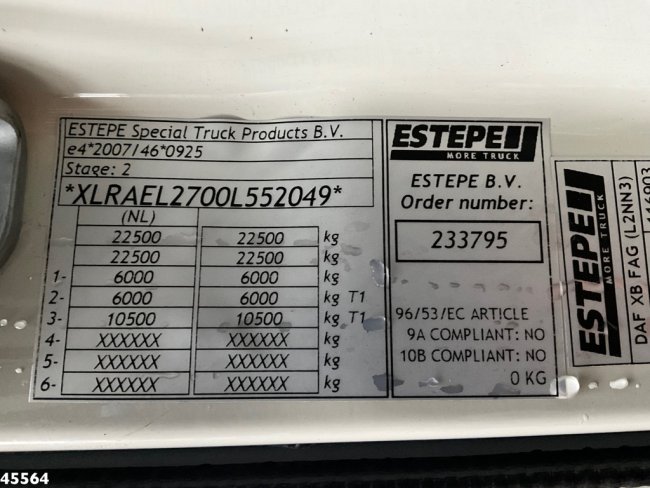 ESTEPE Special Truck Products B.V.
e4*2007/46*0925
Stage: 2
*XLRAEL2700L552049*
(NL)
22500 22500 kg
22500 22500 kg
1- 6000 6000 kg
2- 6000 6000 kg T1
3- 10500 10500 kg T1
4- XXXXXX XXXXXX kg
5- XXXXXX XXXXXX kg
6- XXXXXX XXXXXX kg
ESTEPE
MORE TRUCK
ESTEPE B.V.
Order number:
233795
96/53/EC ARTICLE
9A COMPLIANT: NO
10B COMPLIANT: NO
0 KG
ESTEPE
MORE TRUCK
DAF XB FAG (L2NN3)
45564